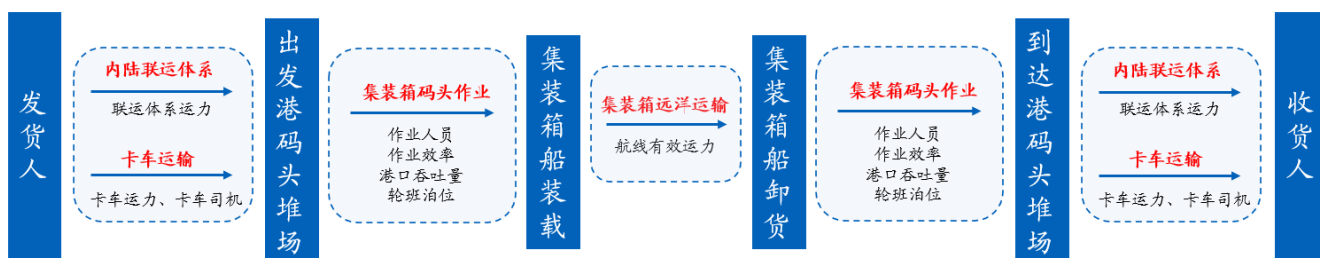 发货人
内陆联运体系
联运体系运力
卡车运输
卡车运力、卡车司机
出发港码头堆场
集装箱码头作业
作业人员
作业效率
港口吞吐量
轮班泊位
集装箱船装载
集装箱远洋运输
航线有效运力
集装箱船卸货
集装箱码头作业
作业人员
作业效率
港口吞吐量
轮班泊位
到达港码头堆场
内陆联运体系
联运体系运力
卡车运输
卡车运力、卡车司机
收货人